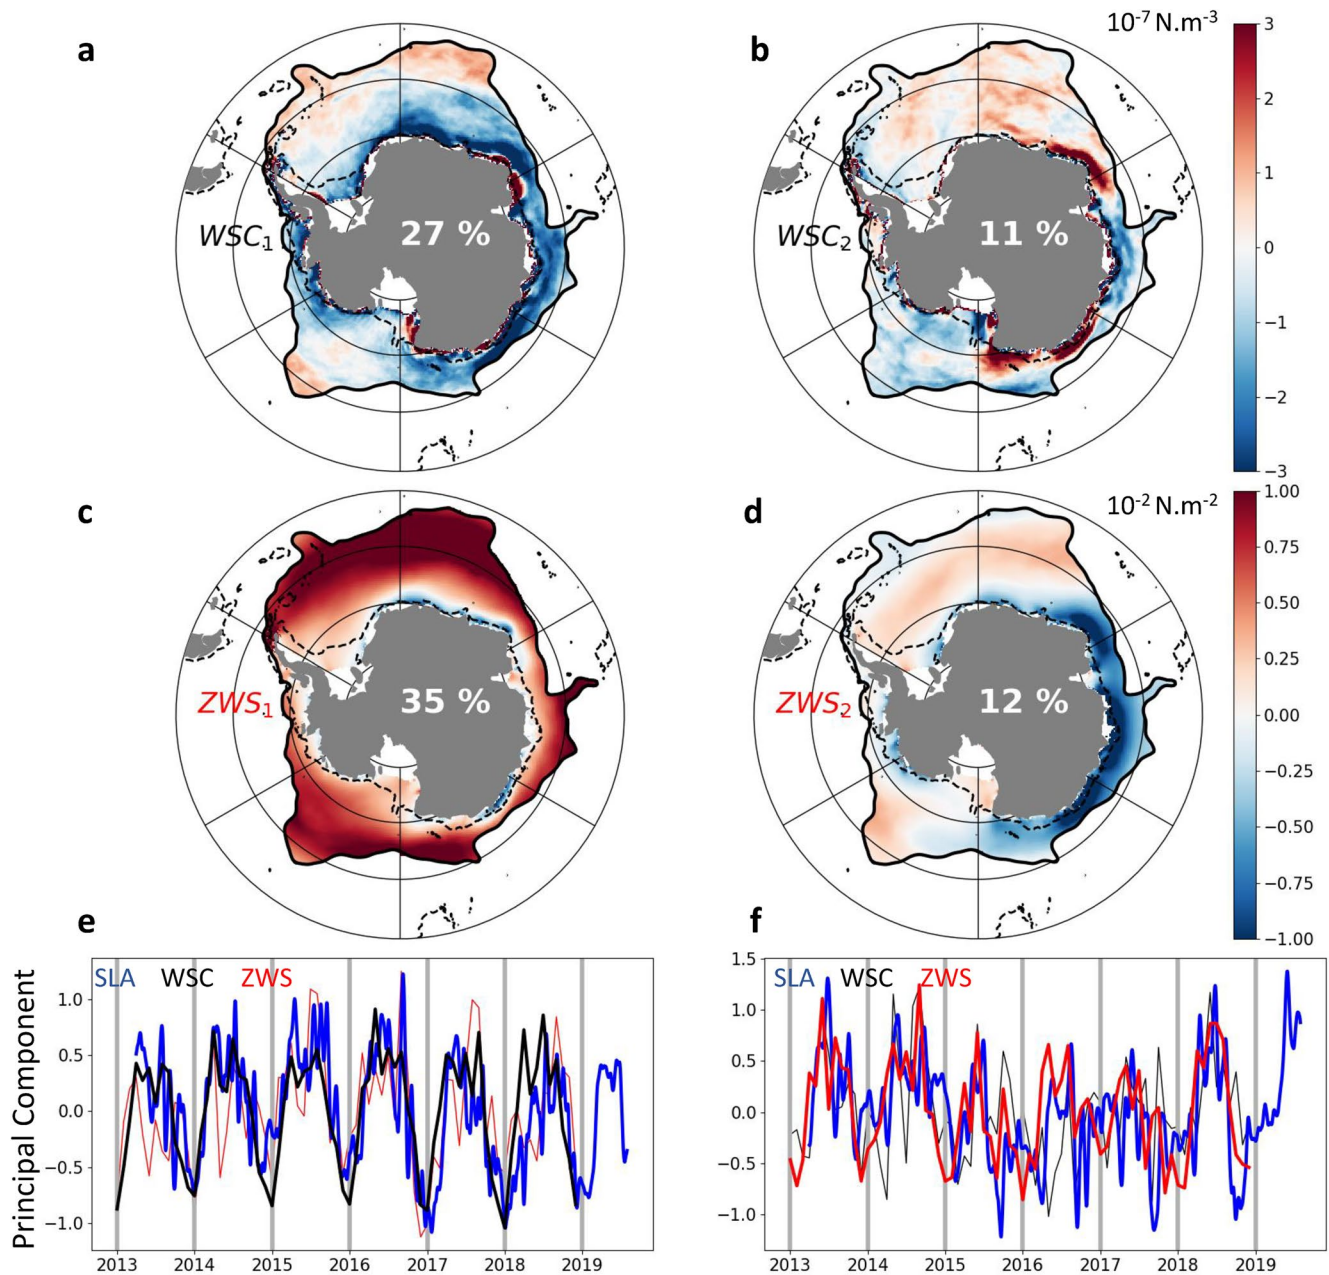 a
b
10-7 N.m-3
3
2
1
0
−1
−2
−3
WSC1
27 %
WSC2
11 %
c
d
10-2 N.m-2
1.00
0.75
0.50
0.25
0.00
−0.25
−0.50
−0.75
−1.00
ZWS1
35 %
ZWS2
12 %
e
f
Principal Component
SLA WSC ZWS
1.0
0.5
0.0
−0.5
−1.0
2013 2014 2015 2016 2017 2018 2019
SLA WSC ZWS
1.5
1.0
0.5
0.0
−0.5
−1.0
2013 2014 2015 2016 2017 2018 2019